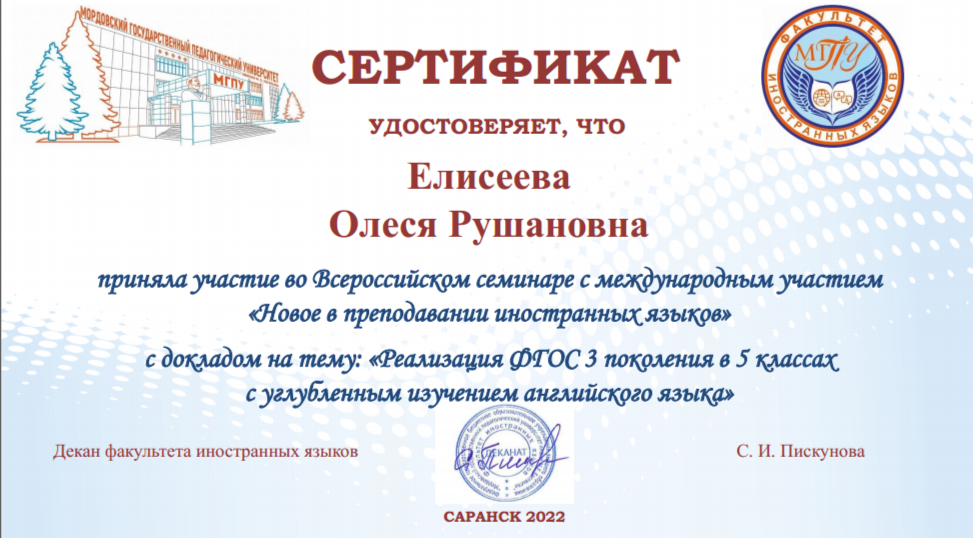 МОРДОВСКИЙ ГОСУДАРСТВЕННЫЙ ПЕДАГОГИЧЕСКИЙ УНИВЕРСИТЕТ
МГПУ
ФАКУЛЬТЕТ
МГПУ
ИНОСТРАННЫХ ЯЗЫКОВ
СЕРТИФИКАТ
УДОСТОВЕРЯЕТ, ЧТО
Елисеева
Олеся Рушановна
приняла участие во Всероссийском семинаре с международным участием
«Новое в преподавании иностранных языков»
с докладом на тему: «Реализация ФГОС 3 поколения в 5 классах
с углубленным изучением английского языка»
Декан факультета иностранных языков
ДЕКАНАТ
С. И. Пискунова
САРАНСК 2022